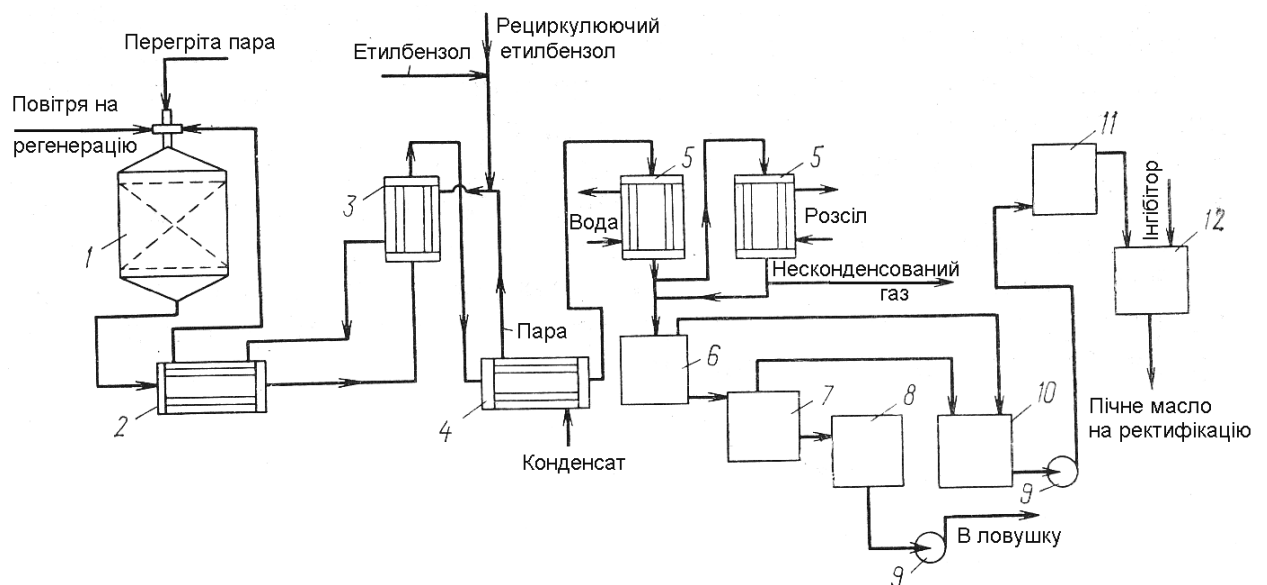 Рециркулюючий
етилбензол
Перегріта пара
Етилбензол
Повітря на
регенерацію
1
2
3
4
Пара
Конденсат
5
5
Вода
Розсіл
Несконденсований
газ
6
7
8
9
В ловушку
10
9
11
Інгібітор
12
Пічне масло
на ректифікацію